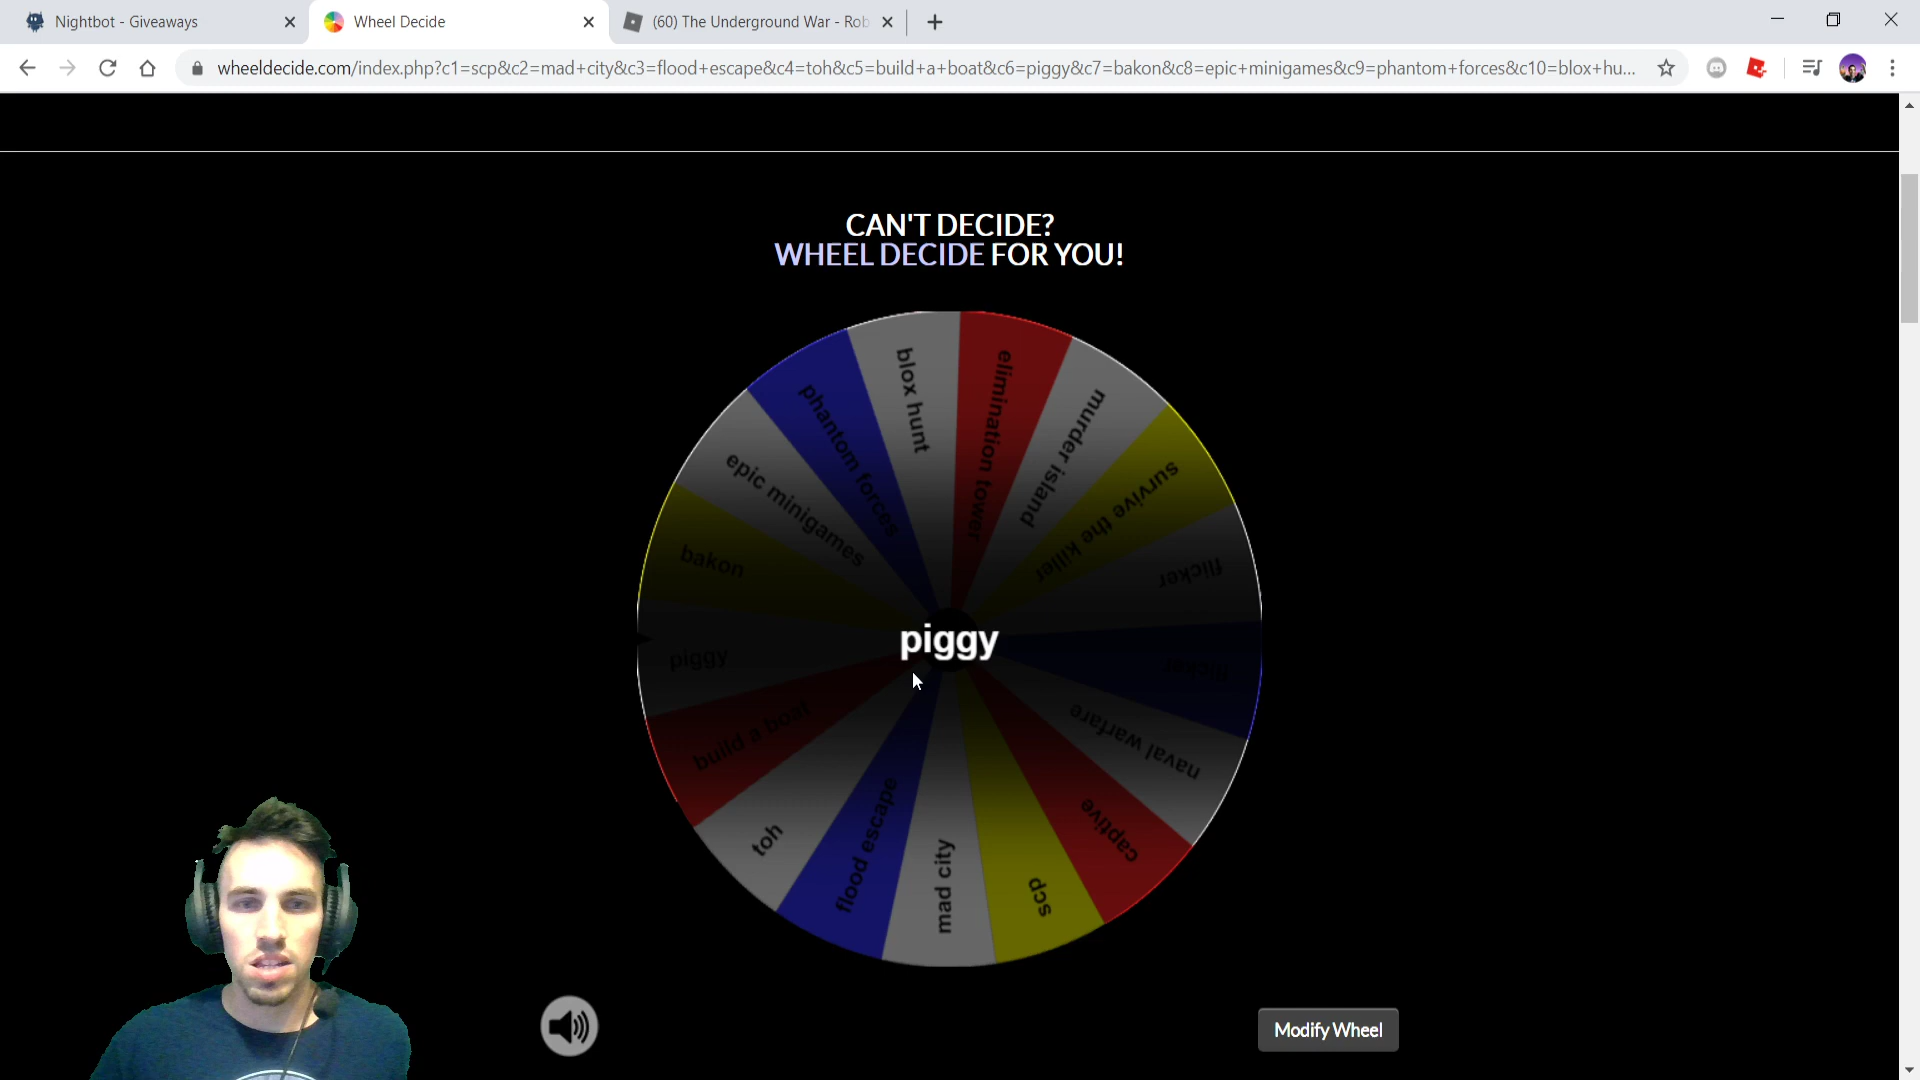 Nightbot - Giveaways
Wheel Decide
(60) The Underground War - Rob
wheeldecide.com/index.php?c1=scp&c2=mad+city&c3=flood+escape&c4=toh&c5=build+a+boat&c6=piggy&c7=bakon&c8=epic+minigames&c9=phantom+forces&c10=blox+hu...
CAN'T DECIDE?
WHEEL DECIDE FOR YOU!
blox hunt
elimination tower
murder island
survive the killer
flicker
flicker
naval warfare
captive
scp
mad city
flood escape
toh
build a boat
piggy
bakon
epic minigames
phantom forces
piggy
Modify Wheel